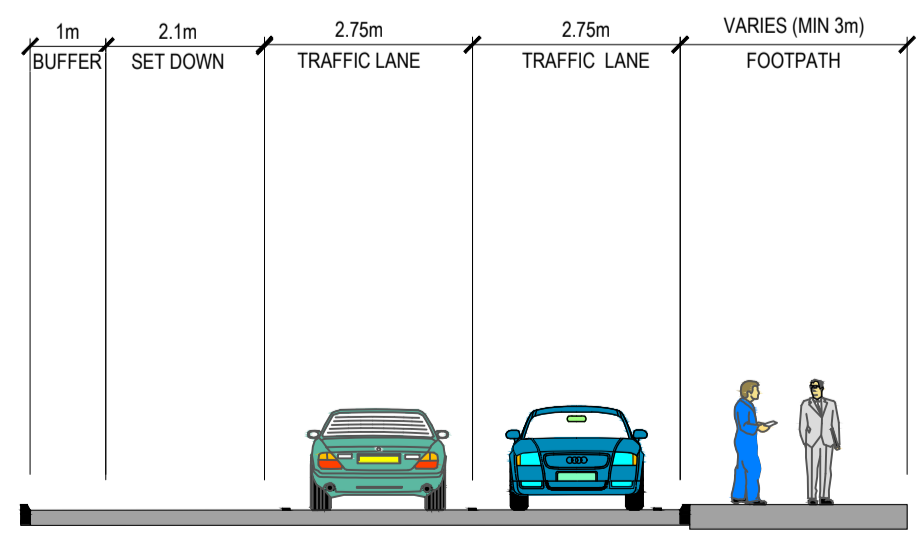 1m
BUFFER
2.1m
SET DOWN
2.75m
TRAFFIC LANE
2.75m
TRAFFIC LANE
VARIES (MIN 3m)
FOOTPATH